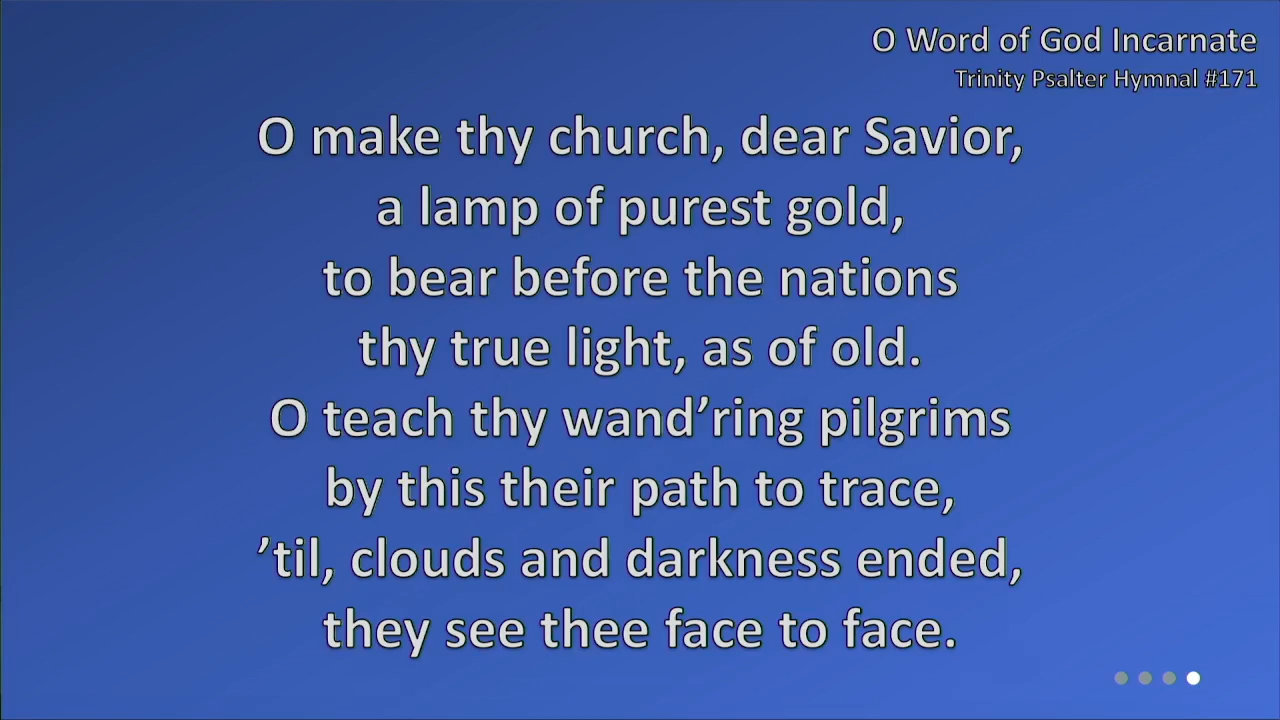 O Word of God Incarnate
Trinity Psalter Hymnal #171
O make thy church, dear Savior,
a lamp of purest gold,
to bear before the nations
thy true light, as of old.
O teach thy wand’ring pilgrims
by this their path to trace,
’til, clouds and darkness ended,
they see thee face to face.